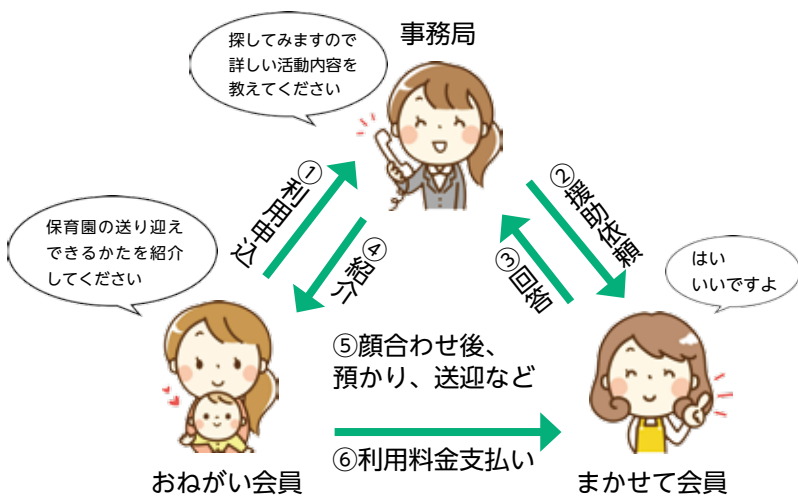 事務局
探してみますので
詳しい活動内容を
教えてください
①利用申込
②援助依頼
③回答
④紹介
保育園の送り迎え
できるかたを紹介
してください
はい
いいですよ
⑤顔合わせ後、
預かり、送迎など
⑥利用料金支払い
おねがい会員
まかせて会員